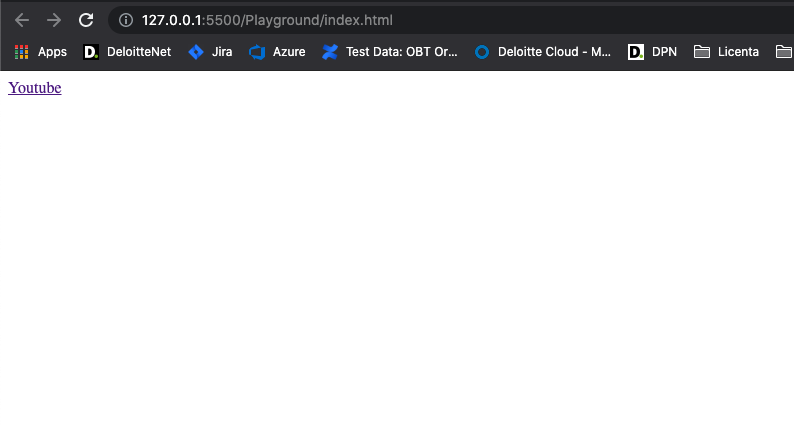 127.0.0.1:5500/Playground/index.html
Apps D. DeloitteNet Jira Azure Test Data: OBT Or... Deloitte Cloud - M... D. DPN Licenta
Youtube